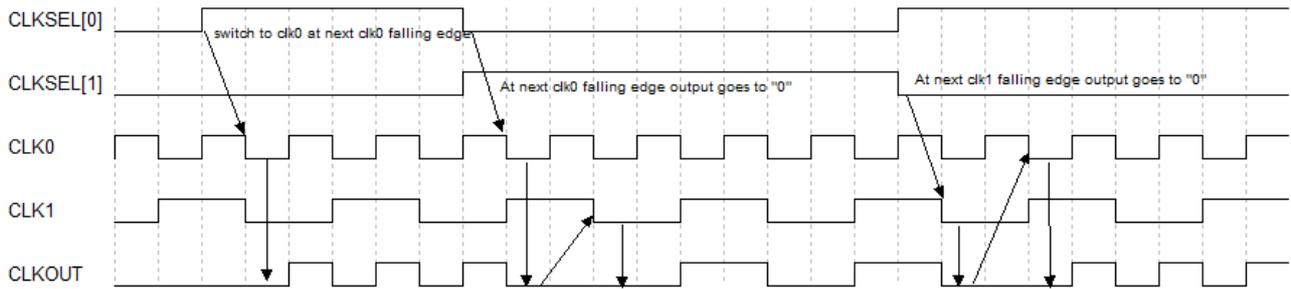 CLKSEL[0]
switch to clk0 at next clk0 falling edge
CLKSEL[1]
At next clk0 falling edge output goes to "0"
At next clk1 falling edge output goes to "0"
CLK0
CLK1
CLKOUT